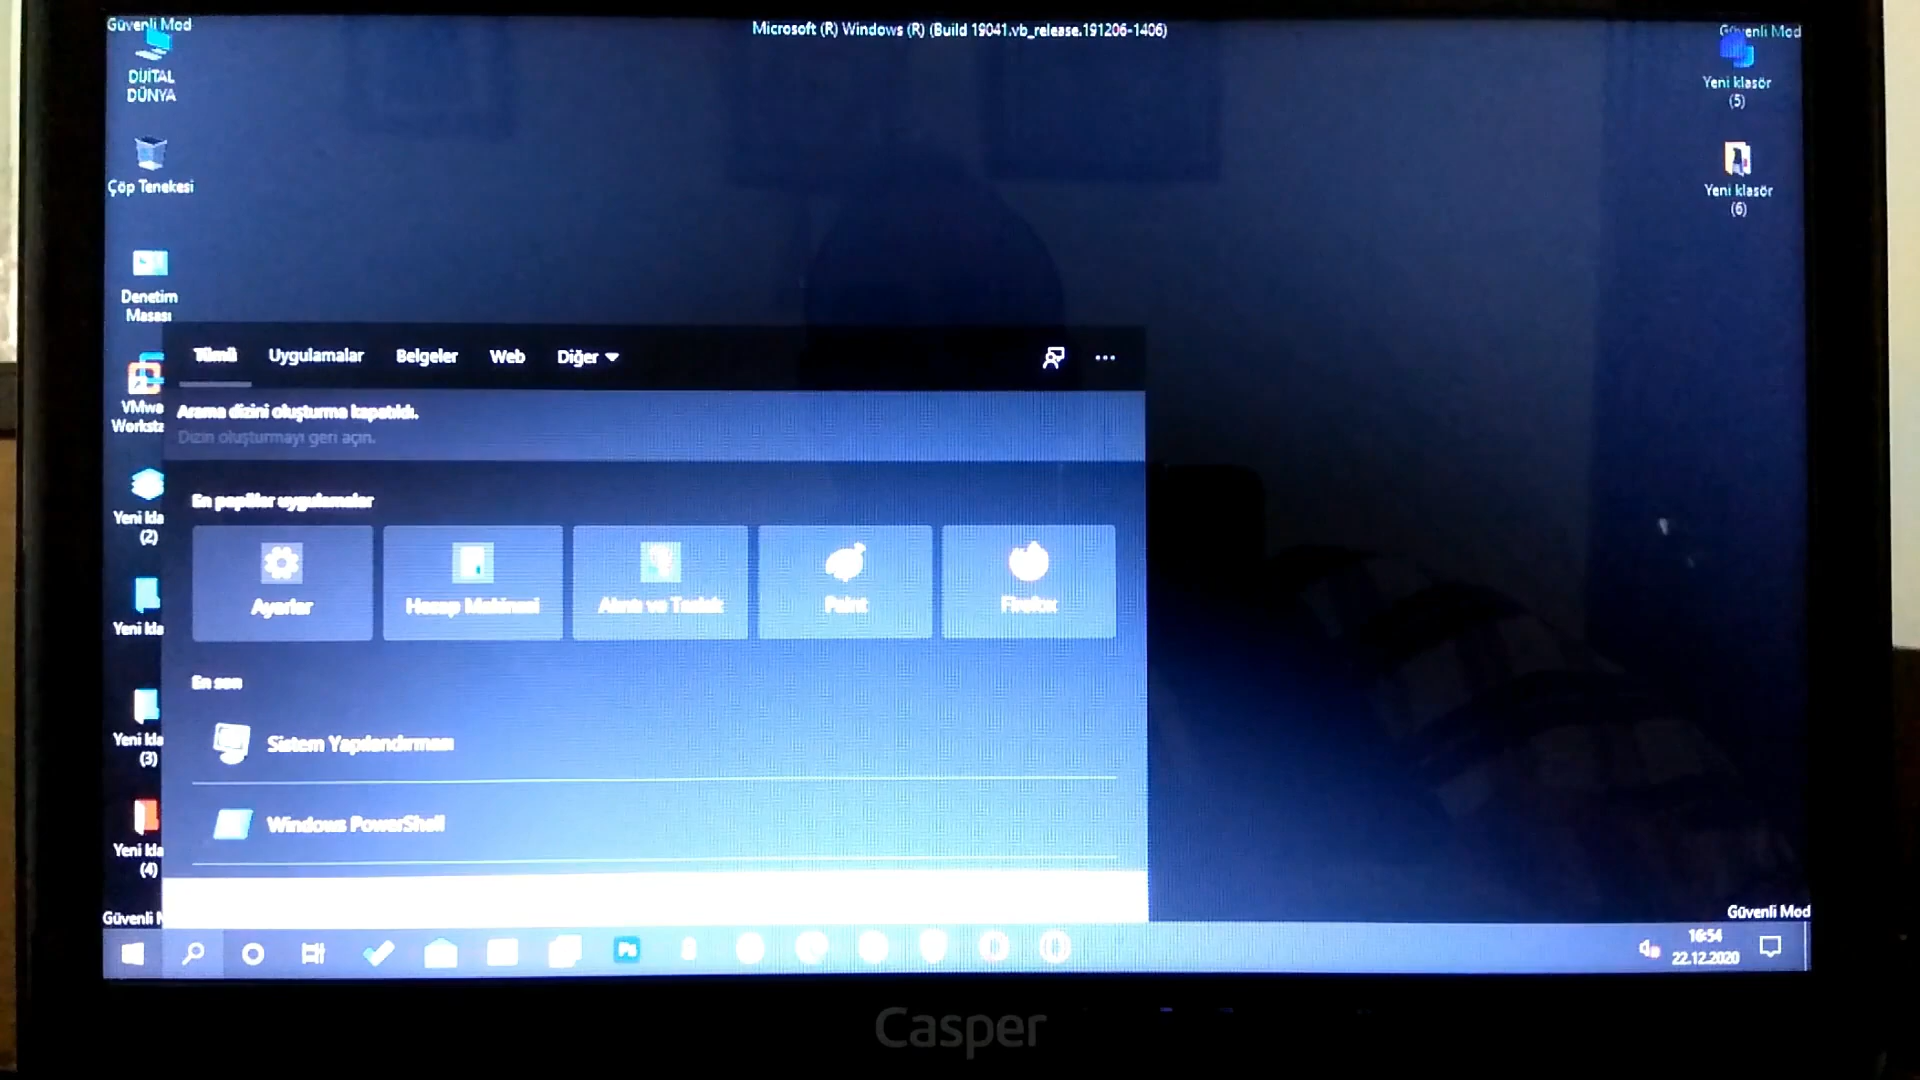 Güvenli Mod
Microsoft (R) Windows (R) (Build 19041.vb_release.191206-1406)
Güvenli Mod
DİJİTAL
DÜNYA
Yeni klasör
(5)
Çöp Tenekesi
Yeni klasör
(6)
Denetim
Masası
Tümü Uygulamalar Belgeler Web Diğer
VMwa
Worksta
Arama dizini oluşturma kapatıldı.
Dizin oluşturmayı geri açın.
En popüler uygulamalar
Yeni kla
(2)
Ayarlar Hesap Makinesi Alıntı ve Taslak Paint Firefox
Yeni kla
En son
Yeni kla
(3)
Sistem Yapılandırması
Windows PowerShell
Yeni kla
(4)
Güvenli M
Güvenli Mod
Ps
16:54
22.12.2020
Casper